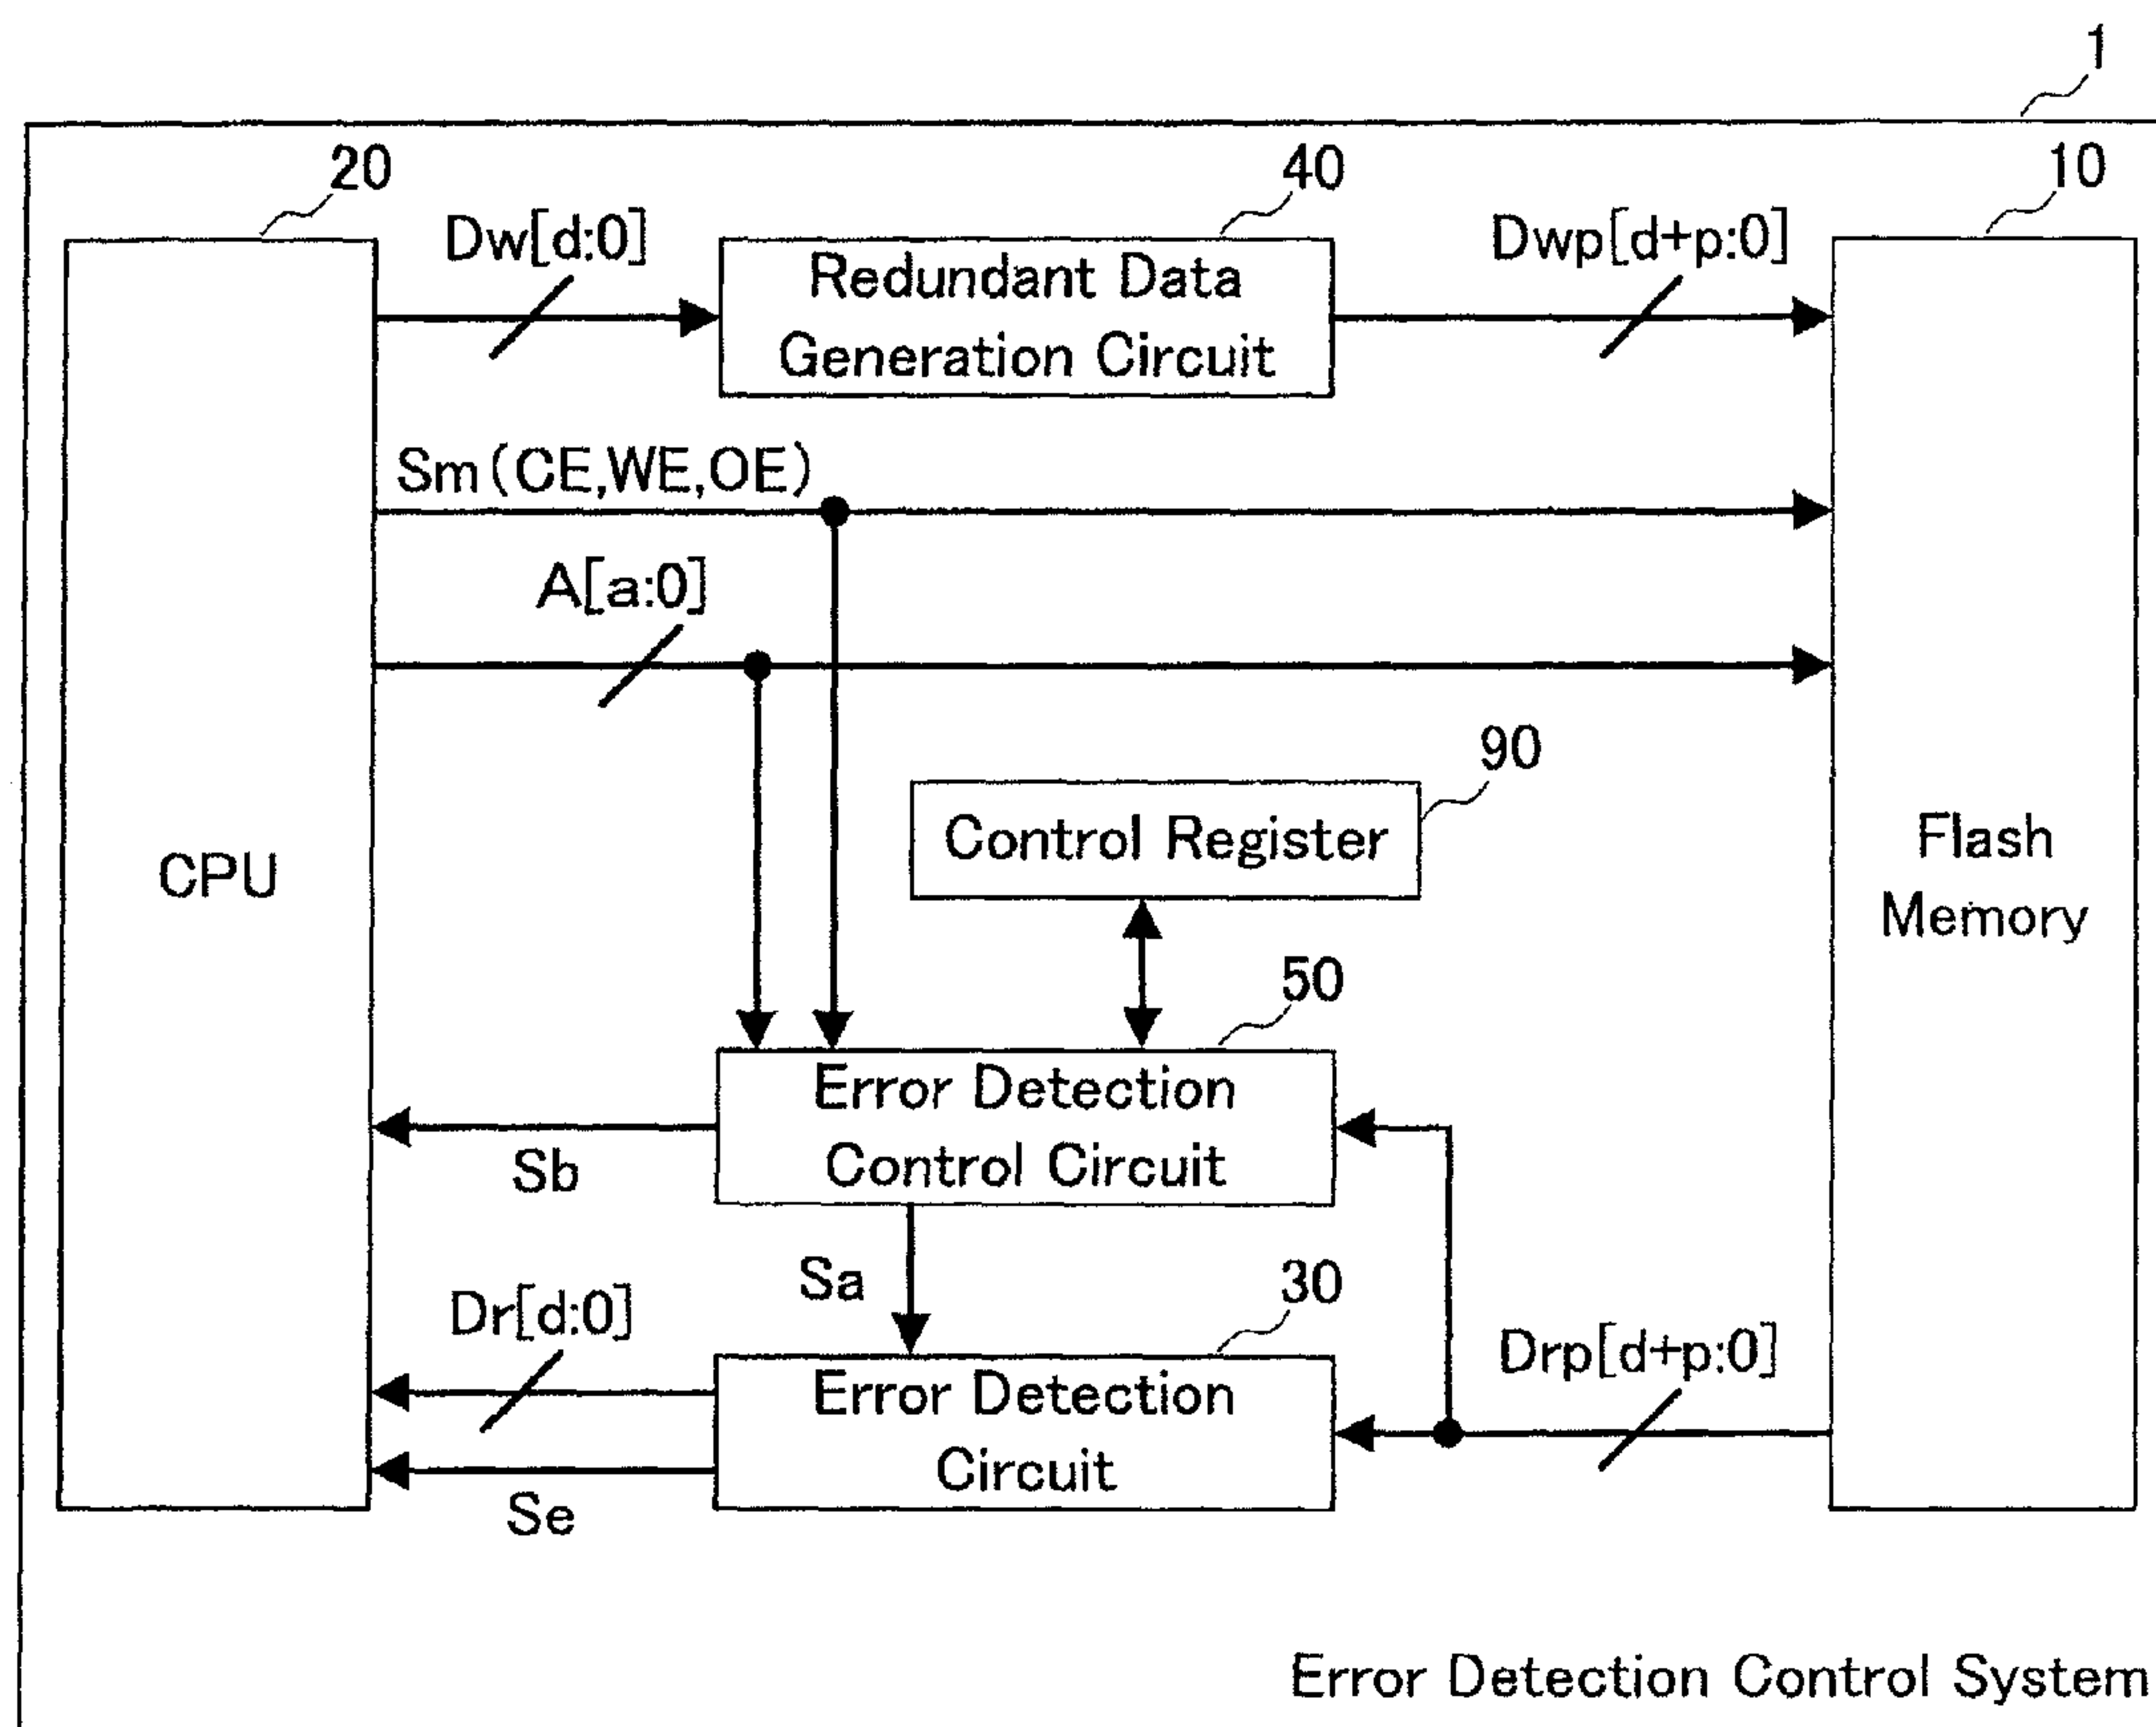 1
20
40
10
Dw[d:0]
Dwp[d+p:0]
Redundant Data
Generation Circuit
Sm(CE,WE,OE)
A[a:0]
90
Control Register
CPU
Flash
Memory
50
Error Detection
Control Circuit
Sb
Sa
30
Dr[d:0]
Drp[d+p:0]
Error Detection
Circuit
Se
Error Detection Control System